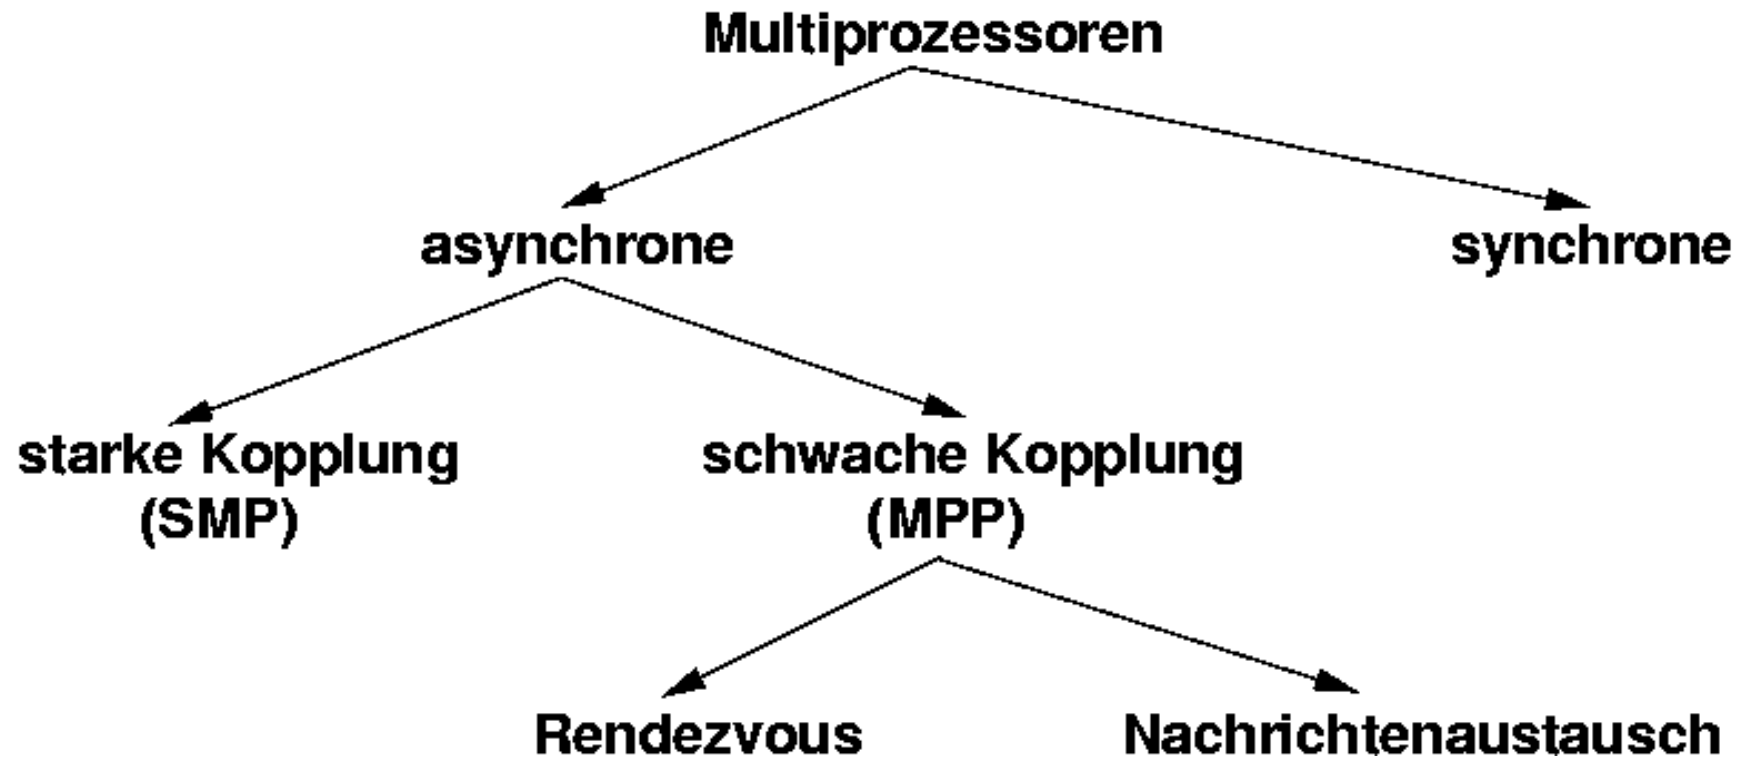 Multiprozessoren
asynchrone
synchrone
starke Kopplung
(SMP)
schwache Kopplung
(MPP)
Rendezvous
Nachrichtenaustausch